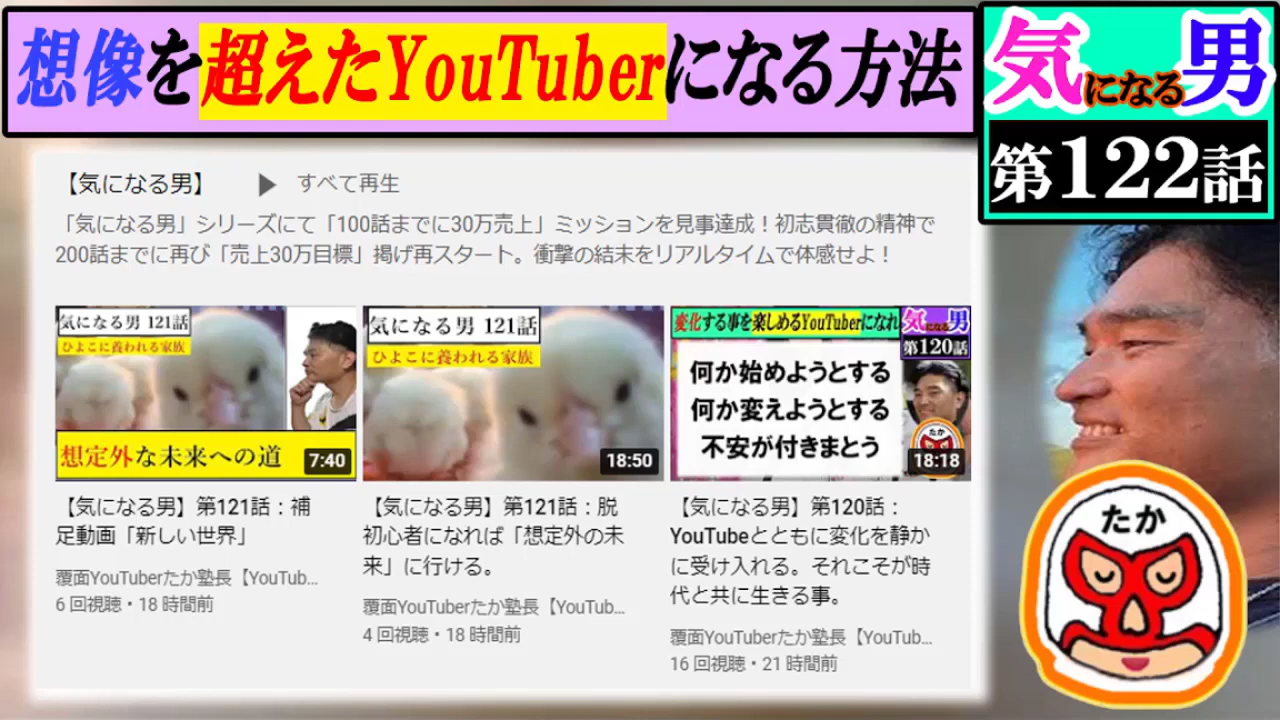 想像を超えたYouTuberになる方法
気になる男
第122話
【気になる男】 すべて再生
「気になる男」シリーズにて「100話までに30万売上」ミッションを見事達成！初志貫徹の精神で
200話までに再び「売上30万目標」掲げ再スタート。衝撃の結末をリアルタイムで体感せよ！
気になる男 121話
ひよこに養われる家族
想定外な未来への道
7:40
【気になる男】第121話：補
足動画「新しい世界」
覆面YouTuberたか塾長【YouTub...
6 回視聴・18 時間前
気になる男 121話
ひよこに養われる家族
18:50
【気になる男】第121話：脱
初心者になれば「想定外の未
来」に行ける。
覆面YouTuberたか塾長【YouTub...
4 回視聴・18 時間前
変化する事を楽しめるYouTuberになれ
気になる男
第120話
何か始めようとする
何か変えようとする
不安が付きまとう
たか
18:18
【気になる男】第120話：
YouTubeとともに変化を静か
に受け入れる。それこそが時
代と共に生きる事。
覆面YouTuberたか塾長【YouTub...
16 回視聴・21 時間前
たか